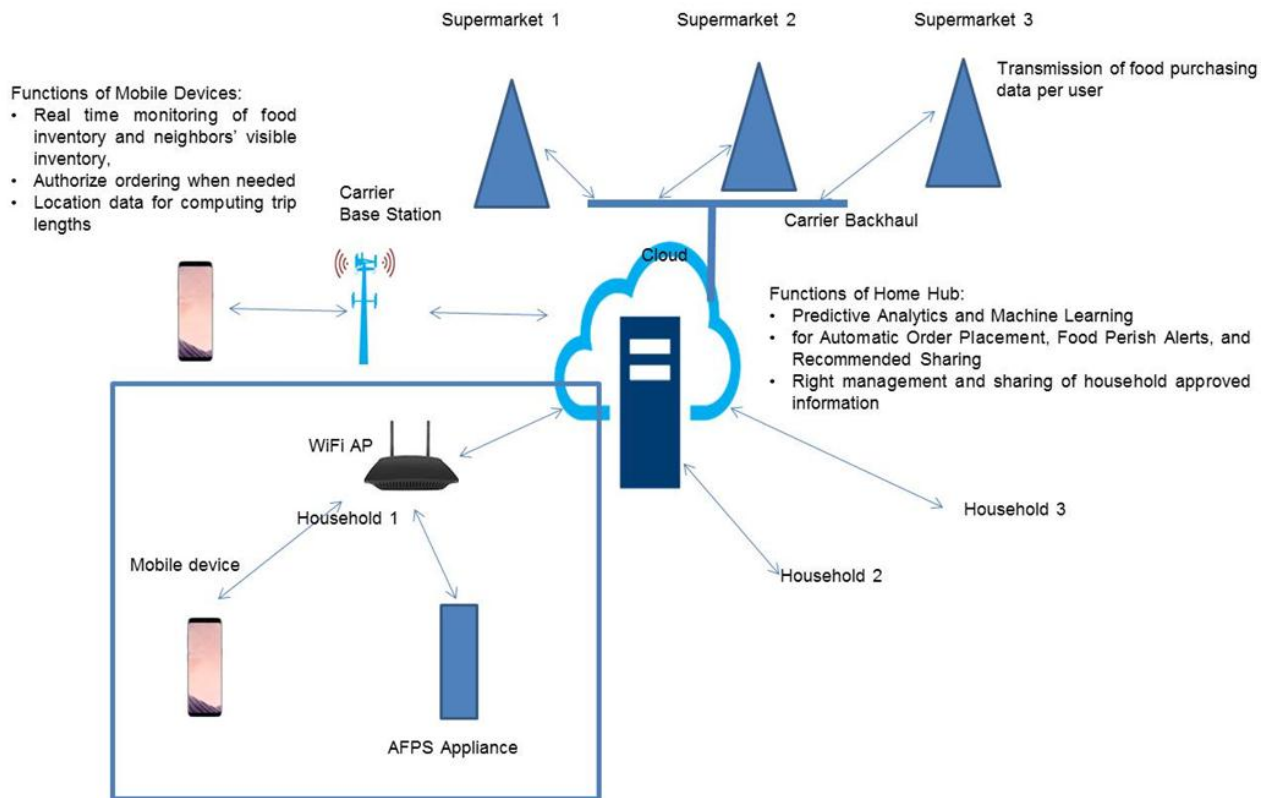 Supermarket 1
Supermarket 2
Supermarket 3
Transmission of food purchasing
data per user
Functions of Mobile Devices:
• Real time monitoring of food
inventory and neighbors' visible
inventory,
• Authorize ordering when needed
• Location data for computing trip
lengths
Carrier
Base Station
Carrier Backhaul
Cloud
Functions of Home Hub:
• Predictive Analytics and Machine Learning
• for Automatic Order Placement, Food Perish Alerts, and
Recommended Sharing
• Right management and sharing of household approved
information
WiFi AP
Household 1
Household 3
Mobile device
Household 2
AFPS Appliance